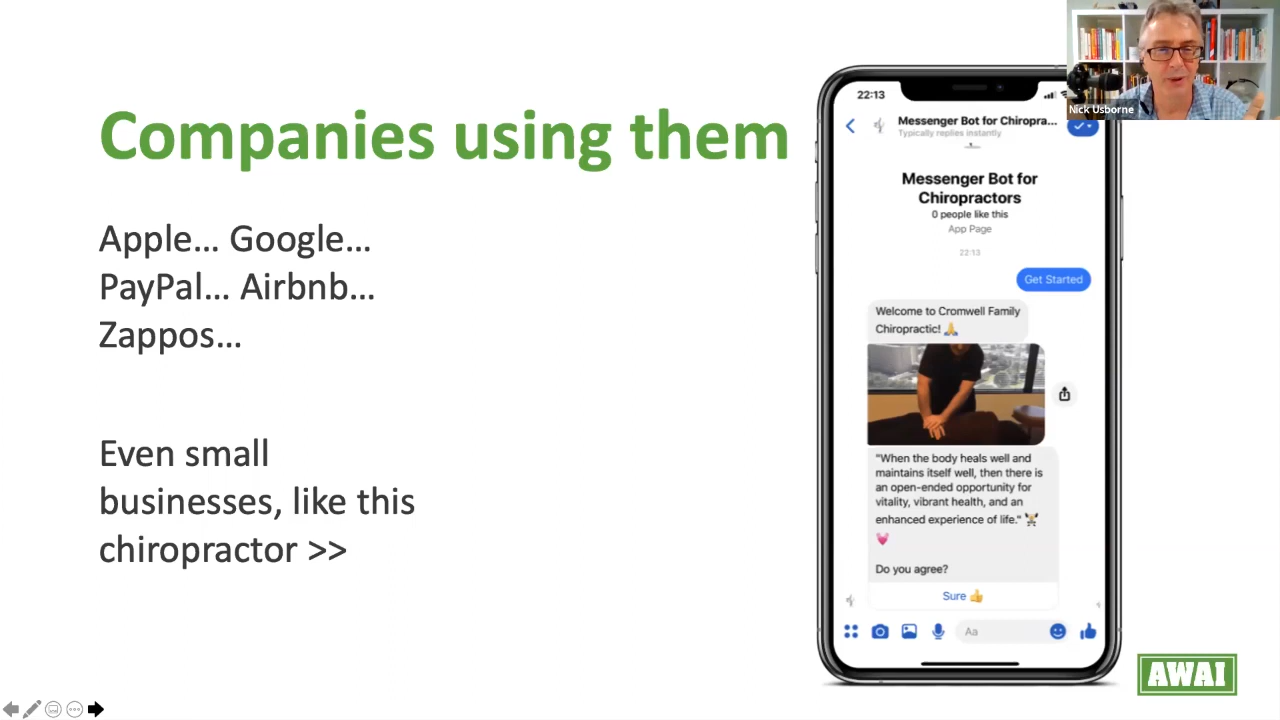 Companies using them
Apple... Google...
PayPal... Airbnb...
Zappos...
Even small
businesses, like this
chiropractor >>
22:13
Messenger Bot for Chiropra...
Typically replies instantly
Messenger Bot for
Chiropractors
0 people like this
App Page
22:13
Get Started
Welcome to Cromwell Family
Chiropractic! 🙏
"When the body heals well and
maintains itself well, then there is
an open-ended opportunity for
vitality, vibrant health, and an
enhanced experience of life." 🏋️
💓
Do you agree?
Sure 👍
Aa
Nick Usborne
AWAI